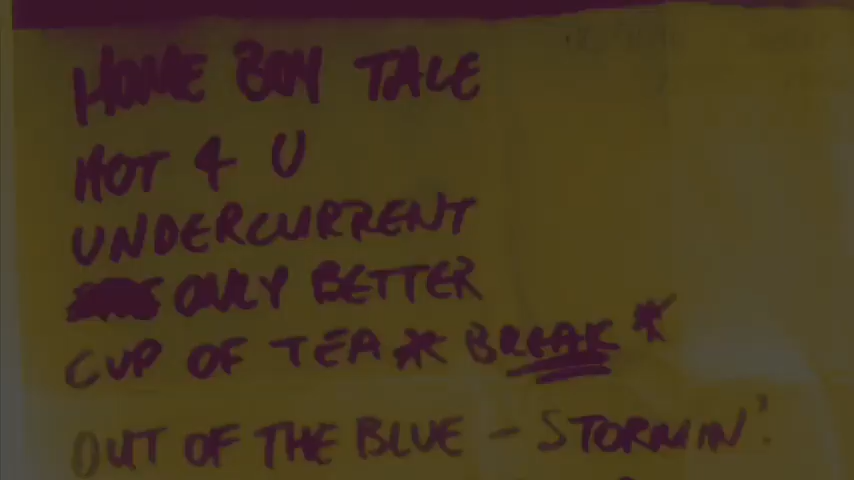 HOME BOY TALE
HOT 4 U
UNDERCURRENT
ONLY BETTER
CUP OF TEA * BREAK *
OUT OF THE BLUE - STORMIN'